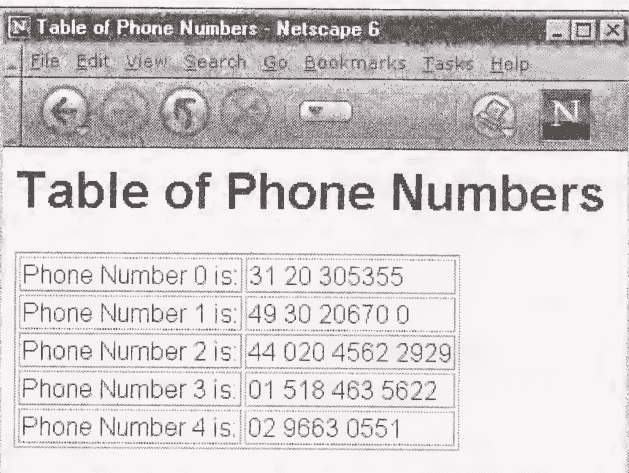 N Table of Phone Numbers - Netscape 6
File Edit View Search Go Bookmarks Tasks Help
N
Table of Phone Numbers
Phone Number 0 is: 31 20 305355
Phone Number 1 is: 49 30 20670 0
Phone Number 2 is: 44 020 4562 2929
Phone Number 3 is: 01 518 463 5622
Phone Number 4 is: 02 9663 0551